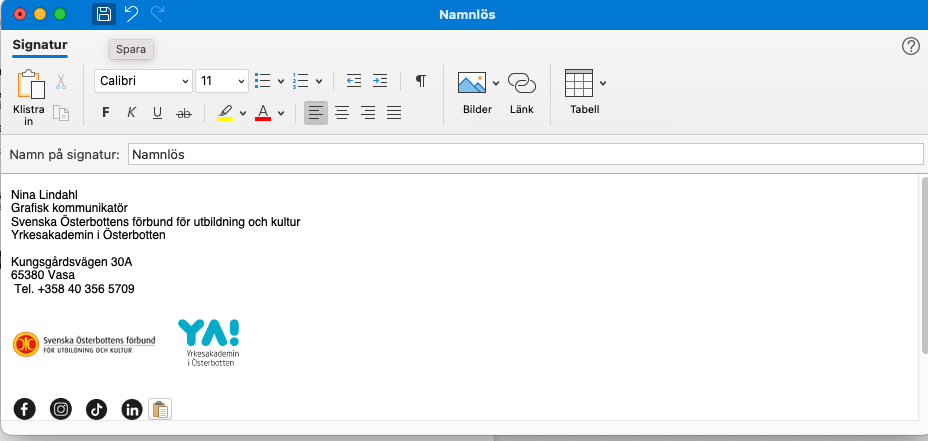 Namnlös
Signatur
Spara
Klistra in
Calibri
11
F K U ab
A
Bilder
Länk
Tabell
Namn på signatur: Namnlös
Nina Lindahl
Grafisk kommunikatör
Svenska Österbottens förbund för utbildning och kultur
Yrkesakademin i Österbotten
Kungsgårdsvägen 30A
65380 Vasa
Tel. +358 40 356 5709
Svenska Österbottens förbund
FÖR UTBILDNING OCH KULTUR
YA!
Yrkesakademin
i Österbotten